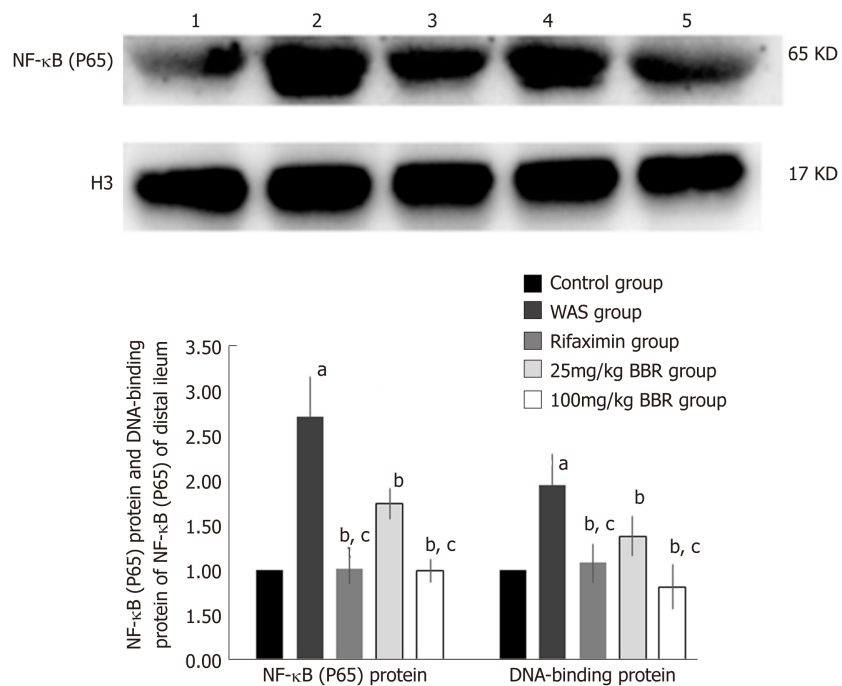 1 2 3 4 5
NF-κB (P65)
65 KD
H3
17 KD
Control group
WAS group
Rifaximin group
25mg/kg BBR group
100mg/kg BBR group
NF-κB (P65) protein and DNA-binding
protein of NF-κB (P65) of distal ileum
3.50
3.00
2.50
2.00
1.50
1.00
1.50
0.00
a
b, c
b
b, c
a
b, c
b
b, c
NF-κB (P65) protein
DNA-binding protein